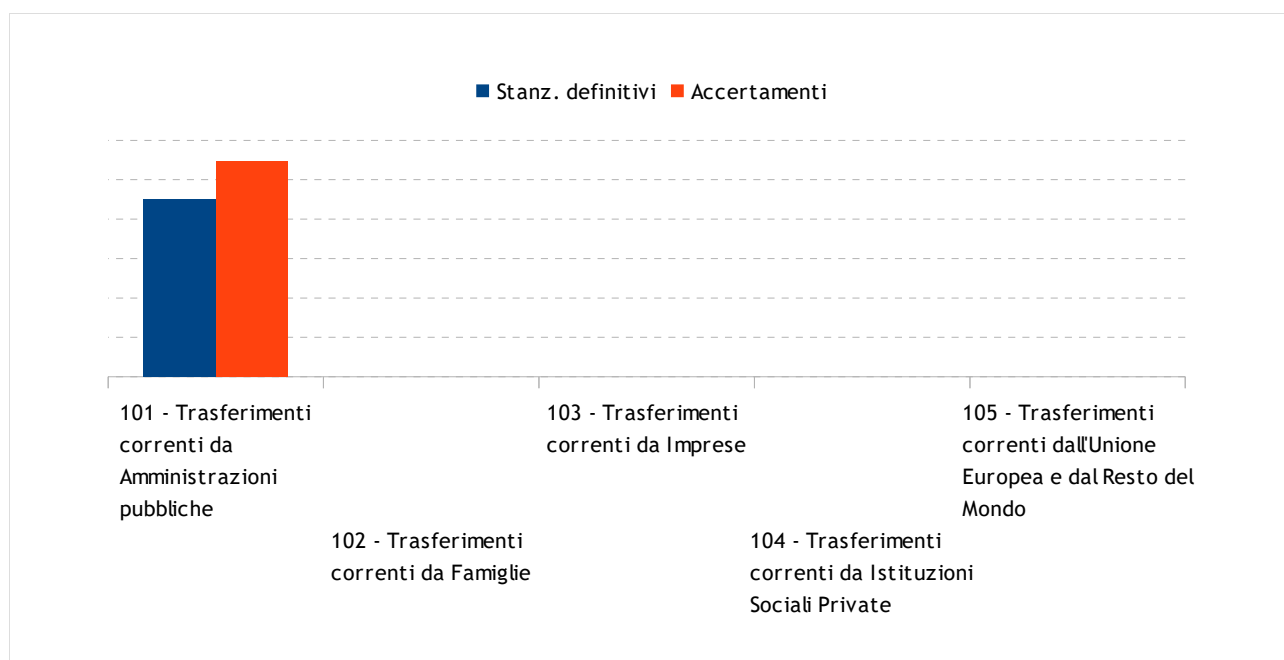 Stanz. definitivi Accertamenti
101 - Trasferimenti
correnti da
Amministrazioni
pubbliche
102 - Trasferimenti
correnti da Famiglie
103 - Trasferimenti
correnti da Imprese
104 - Trasferimenti
correnti da Istituzioni
Sociali Private
105 - Trasferimenti
correnti dall'Unione
Europea e dal Resto del
Mondo